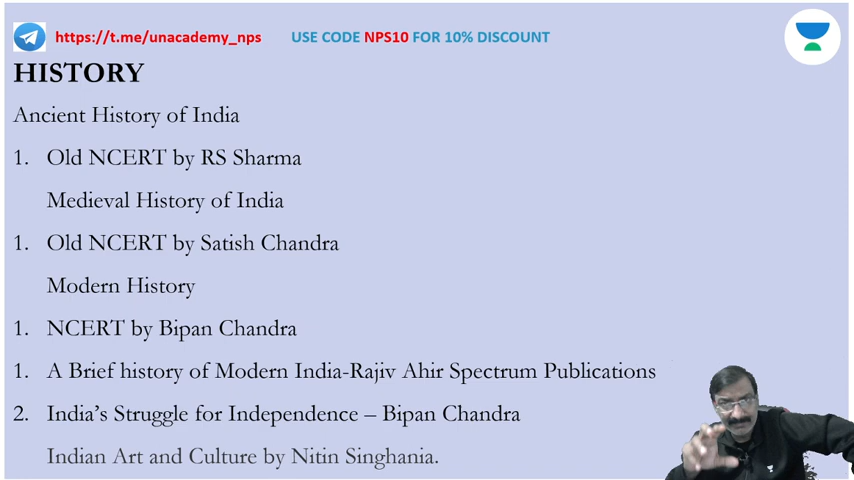 https://t.me/unacademy_nps USE CODE NPS10 FOR 10% DISCOUNT
HISTORY
Ancient History of India
1. Old NCERT by RS Sharma
Medieval History of India
1. Old NCERT by Satish Chandra
Modern History
1. NCERT by Bipan Chandra
1. A Brief history of Modern India-Rajiv Ahir Spectrum Publications
2. India's Struggle for Independence – Bipan Chandra
Indian Art and Culture by Nitin Singhania.